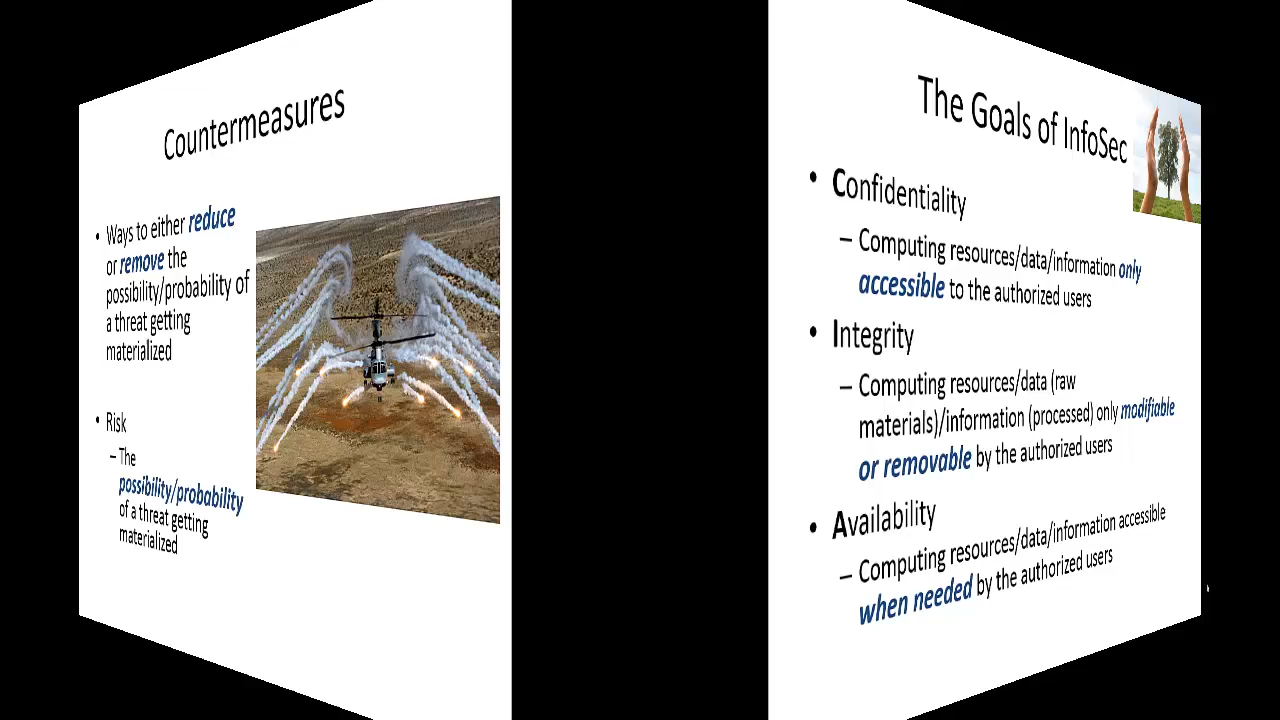 Countermeasures
• Ways to either reduce
or remove the
possibility/probability of
a threat getting
materialized
• Risk
– The
possibility/probability
of a threat getting
materialized
The Goals of InfoSec
• Confidentiality
– Computing resources/data/information only
accessible to the authorized users
• Integrity
– Computing resources/data (raw
materials)/information (processed) only modifiable
or removable by the authorized users
• Availability
– Computing resources/data/information accessible
when needed by the authorized users